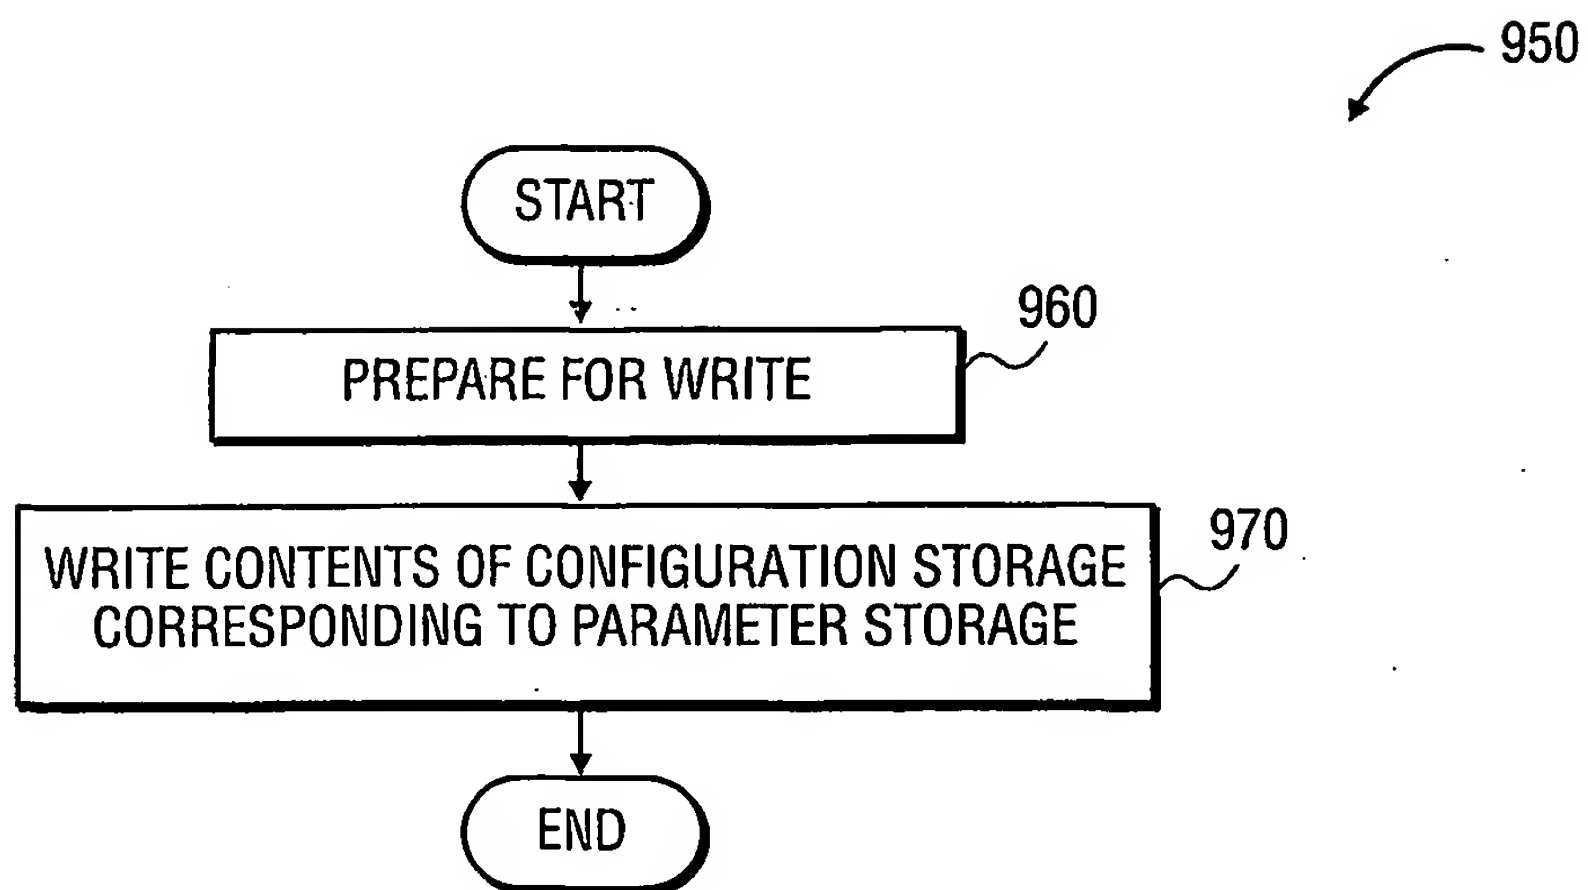 950
START
960
PREPARE FOR WRITE
970
WRITE CONTENTS OF CONFIGURATION STORAGE
CORRESPONDING TO PARAMETER STORAGE
END